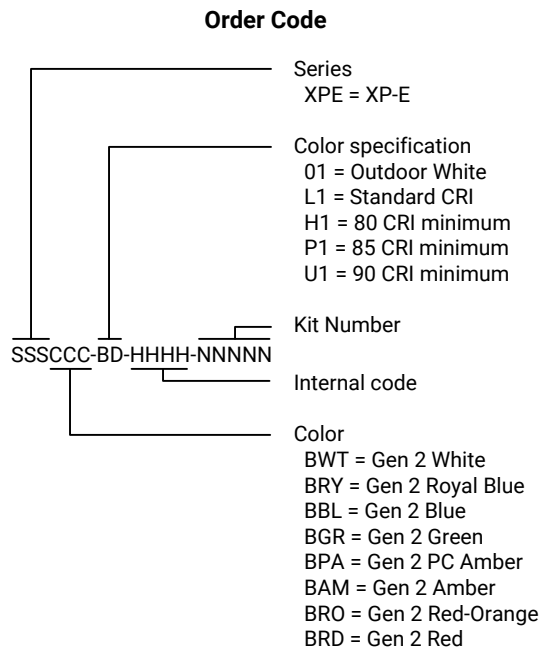 Order Code
Series
XPE = XP-E
Color specification
01 = Outdoor White
L1 = Standard CRI
H1 = 80 CRI minimum
P1 = 85 CRI minimum
U1 = 90 CRI minimum
Kit Number
SSSCCC-BD-HHHH-NNNNN
Internal code
Color
BWT = Gen 2 White
BRY = Gen 2 Royal Blue
BBL = Gen 2 Blue
BGR = Gen 2 Green
BPA = Gen 2 PC Amber
BAM = Gen 2 Amber
BRO = Gen 2 Red-Orange
BRD = Gen 2 Red